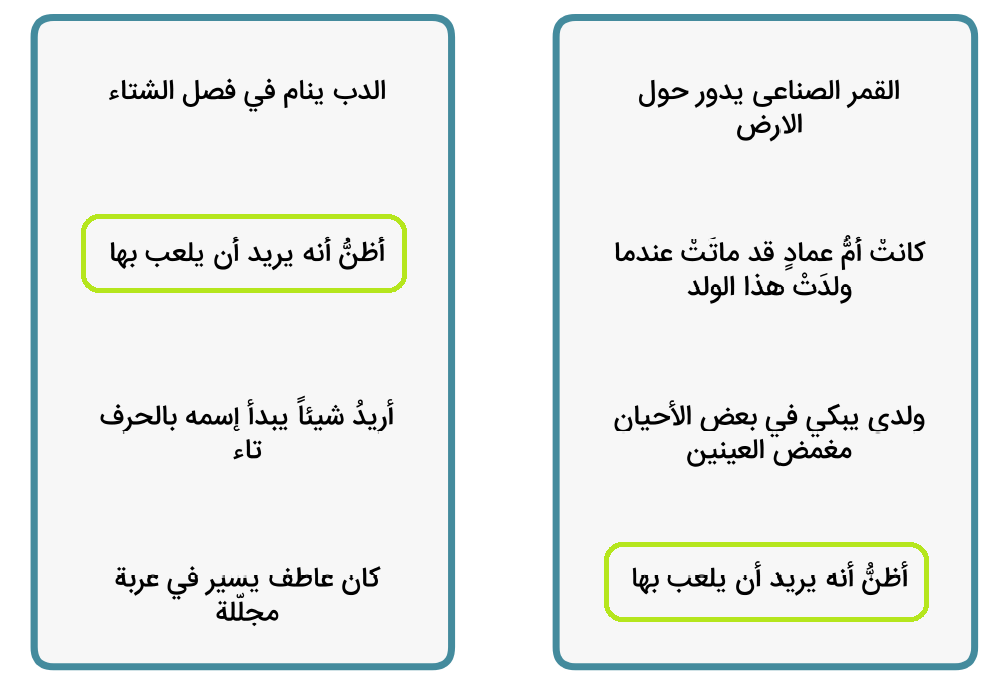 القمر الصناعى يدور حول
الارض
كانتْ أمُّ عمادٍ قد ماتَتْ عندما
ولدَتْ هذا الولد
ولدي يبكي في بعض الأحيان
مغمض العينين
أظنُّ أنه يريد أن يلعب بها
الدب ينام في فصل الشتاء
أظنُّ أنه يريد أن يلعب بها
أريدُ شيئاً يبدأ إسمه بالحرف
تاء
كان عاطف يسير في عربة
مجلّلة